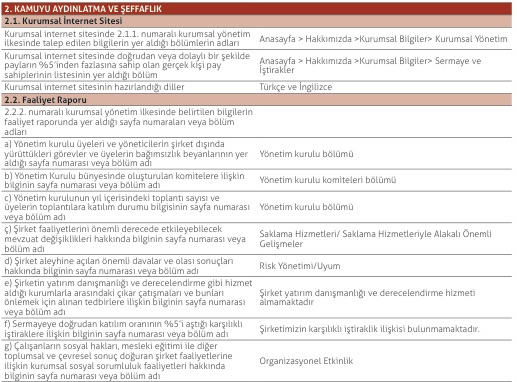 2. KAMUYU AYDINLATMA VE ŞEFFAFLIK
2.1. Kurumsal İnternet Sitesi
Kurumsal internet sitesinde 2.1.1. numaralı kurumsal yönetim
ilkesinde talep edilen bilgilerin yer aldığı bölümlerin adları
Anasayfa > Hakkımızda >Kurumsal Bilgiler> Kurumsal Yönetim
Kurumsal internet sitesinde doğrudan veya dolaylı bir şekilde
payların %5'inden fazlasına sahip olan gerçek kişi pay
sahiplerinin listesinin yer aldığı bölüm
Anasayfa > Hakkımızda >Kurumsal Bilgiler> Sermaye ve
İştirakler
Kurumsal internet sitesinin hazırlandığı diller
Türkçe ve İngilizce
2.2. Faaliyet Raporu
2.2.2. numaralı kurumsal yönetim ilkesinde belirtilen bilgilerin
faaliyet raporunda yer aldığı sayfa numaraları veya bölüm
adları
a) Yönetim kurulu üyeleri ve yöneticilerin şirket dışında
yürüttükleri görevler ve üyelerin bağımsızlık beyanlarının yer
aldığı sayfa numarası veya bölüm adı
Yönetim kurulu bölümü
b) Yönetim Kurulu bünyesinde oluşturulan komitelere ilişkin
bilginin sayfa numarası veya bölüm adı
Yönetim kurulu komiteleri bölümü
c) Yönetim kurulunun yıl içerisindeki toplantı sayısı ve
üyelerin toplantılara katılım durumu bilgisinin sayfa numarası
veya bölüm adı
Yönetim kurulu bölümü
ç) Şirket faaliyetlerini önemli derecede etkileyebilecek
mevzuat değişiklikleri hakkında bilginin sayfa numarası veya
bölüm adı
Saklama Hizmetleri/ Saklama Hizmetleriyle Alakalı Önemli
Gelişmeler
d) Şirket aleyhine açılan önemli davalar ve olası sonuçları
hakkında bilginin sayfa numarası veya bölüm adı
Risk Yönetimi/Uyum
e) Şirketin yatırım danışmanlığı ve derecelendirme gibi hizmet
aldığı kurumlarla arasındaki çıkar çatışmaları ve bunları
önlemek için alınan tedbirlere ilişkin bilginin sayfa numarası
veya bölüm adı
Şirket yatırım danışmanlığı ve derecelendirme hizmeti
almamaktadır
f) Sermayeye doğrudan katılım oranının %5'i aştığı karşılıklı
iştiraklere ilişkin bilginin sayfa numarası veya bölüm adı
Şirketimizin karşılıklı iştiraklik ilişkisi bulunmamaktadır.
g) Çalışanların sosyal hakları, mesleki eğitimi ile diğer
toplumsal ve çevresel sonuç doğuran şirket faaliyetlerine
ilişkin kurumsal sosyal sorumluluk faaliyetleri hakkında
bilginin sayfa numarası veya bölüm adı
Organizasyonel Etkinlik